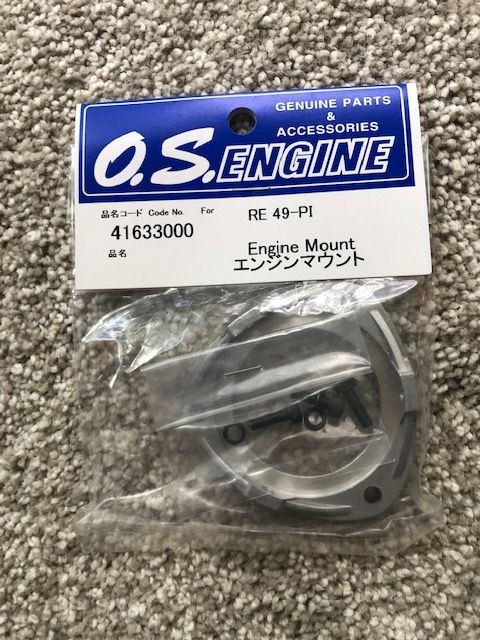 GENUINE PARTS
&
ACCESSORIES
O.S.ENGINE
品名コード Code No. For
41633000
RE 49-PI
品名
Engine Mount
エンジンマウント